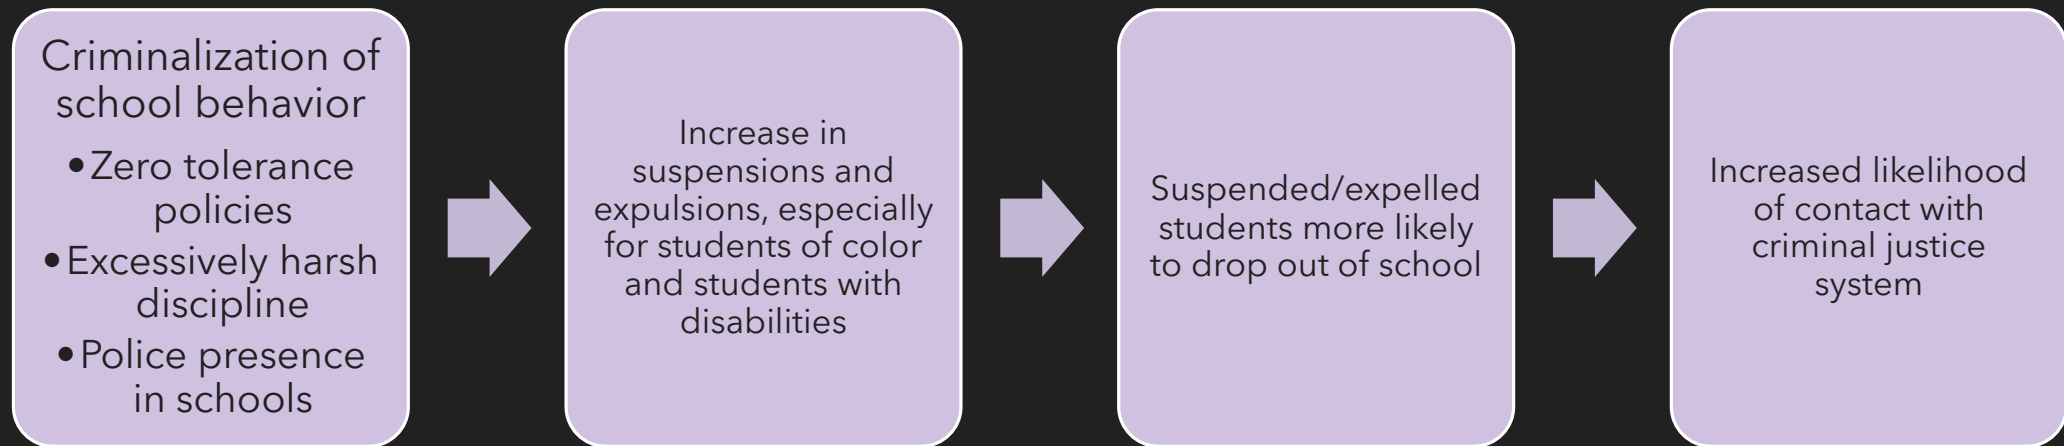 Criminalization of
school behavior
•Zero tolerance
policies
•Excessively harsh
discipline
•Police presence
in schools
Increase in
suspensions and
expulsions, especially
for students of color
and students with
disabilities
Suspended/expelled
students more likely
to drop out of school
Increased likelihood
of contact with
criminal justice
system